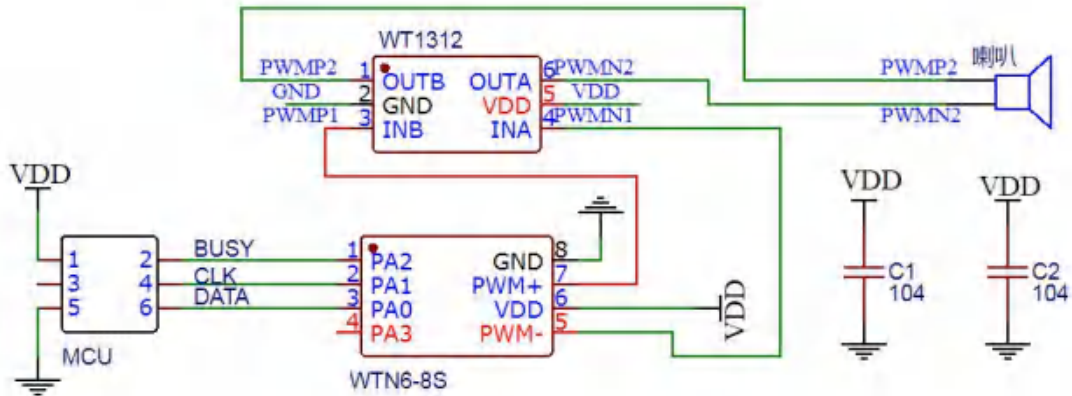 WT1312
PWMP2 1 OUTB OUTA 6 PWMN2
GND 2 GND VDD 5 VDD
PWMP1 3 INB INA 4 PWMN1
喇叭
PWMP2
PWMN2
VDD
1 2 BUSY
3 4 CLK
5 6 DATA
MCU
1 PA2 GND 8
2 PA1 PWM+ 7
3 PA0 VDD 6
4 PA3 PWM- 5
WTN6-8S
VDD
VDD
C1
104
VDD
C2
104